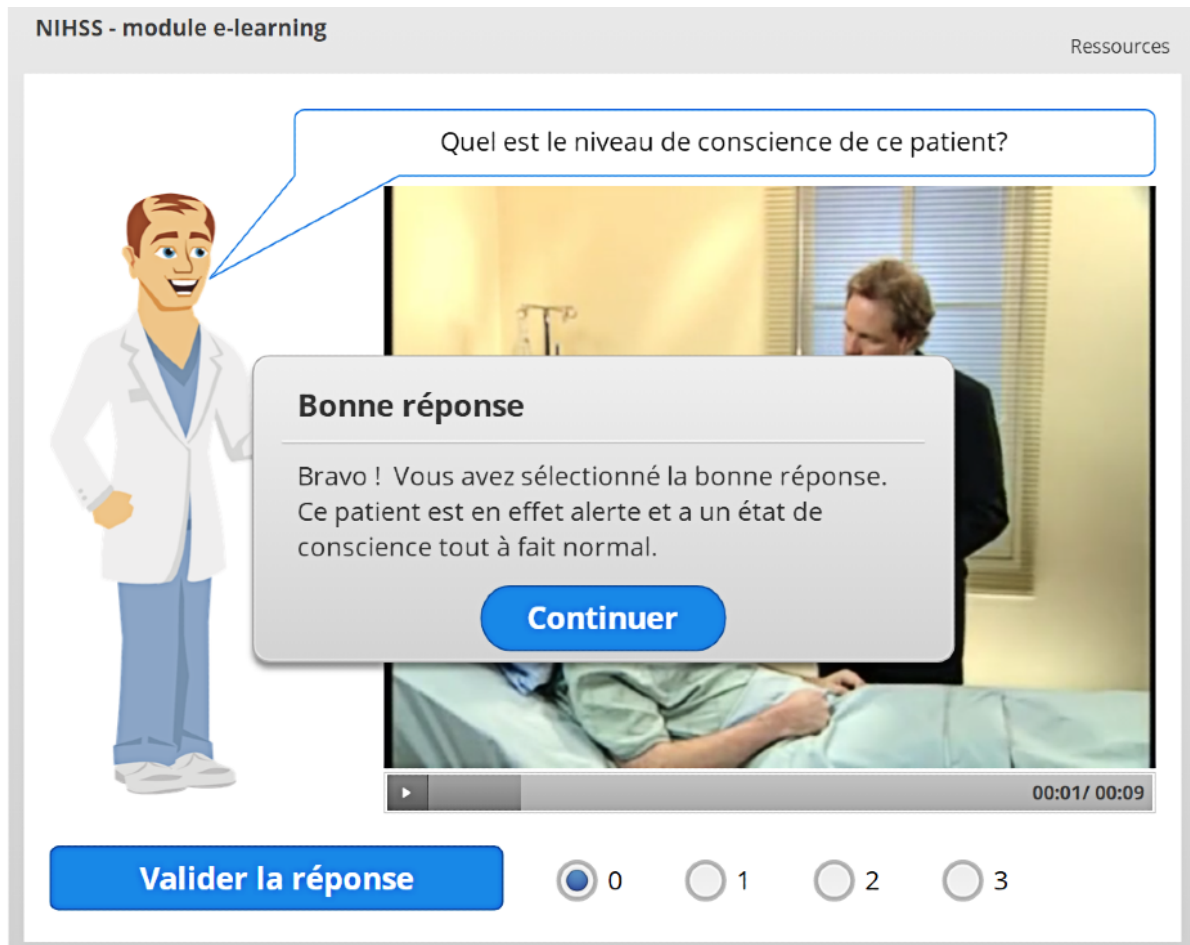 NIHSS - module e-learning
Ressources
Quel est le niveau de conscience de ce patient?
Bonne réponse
Bravo !  Vous avez sélectionné la bonne réponse.
Ce patient est en effet alerte et a un état de
conscience tout à fait normal.
Continuer
00:01/ 00:09
Valider la réponse
0
1
2
3